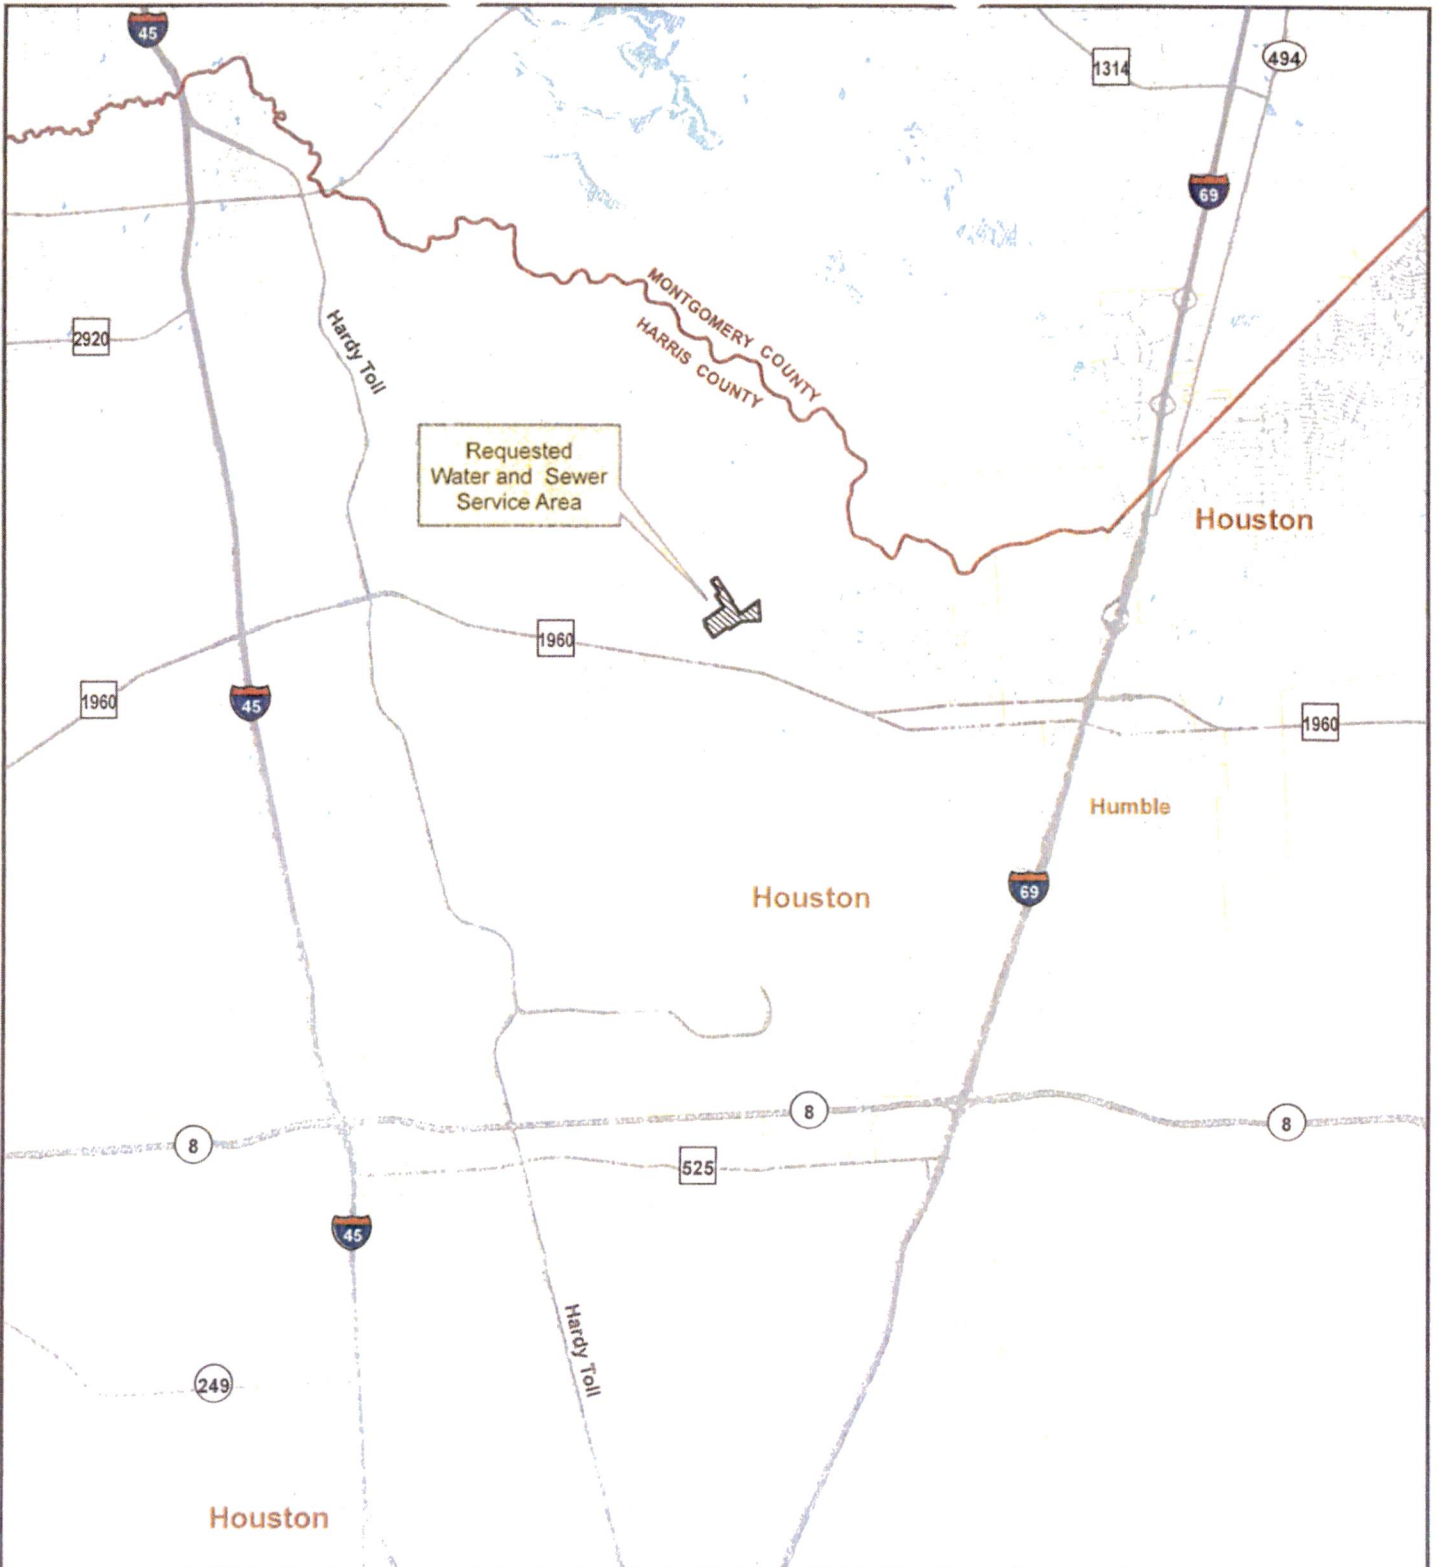 45
1314
494
69
2920
Hardy Toll
MONTGOMERY COUNTY
HARRIS COUNTY
Requested
Water and Sewer
Service Area
Houston
1960
1960
45
1960
Humble
69
Houston
8
8
8
525
45
Hardy Toll
249
Houston